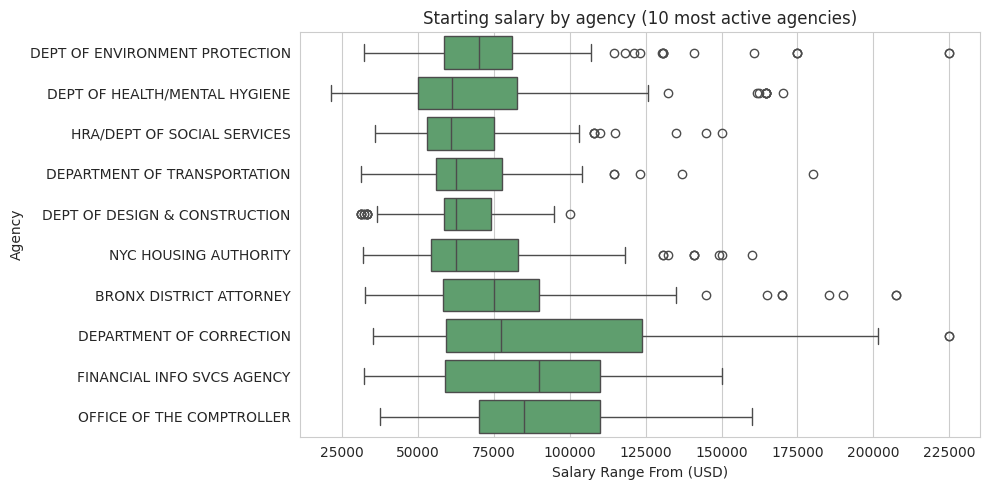 Starting salary by agency (10 most active agencies)
Agency
DEPT OF ENVIRONMENT PROTECTION
DEPT OF HEALTH/MENTAL HYGIENE
HRA/DEPT OF SOCIAL SERVICES
DEPARTMENT OF TRANSPORTATION
DEPT OF DESIGN & CONSTRUCTION
NYC HOUSING AUTHORITY
BRONX DISTRICT ATTORNEY
DEPARTMENT OF CORRECTION
FINANCIAL INFO SVCS AGENCY
OFFICE OF THE COMPTROLLER
25000 50000 75000 100000 125000 150000 175000 200000 225000
Salary Range From (USD)